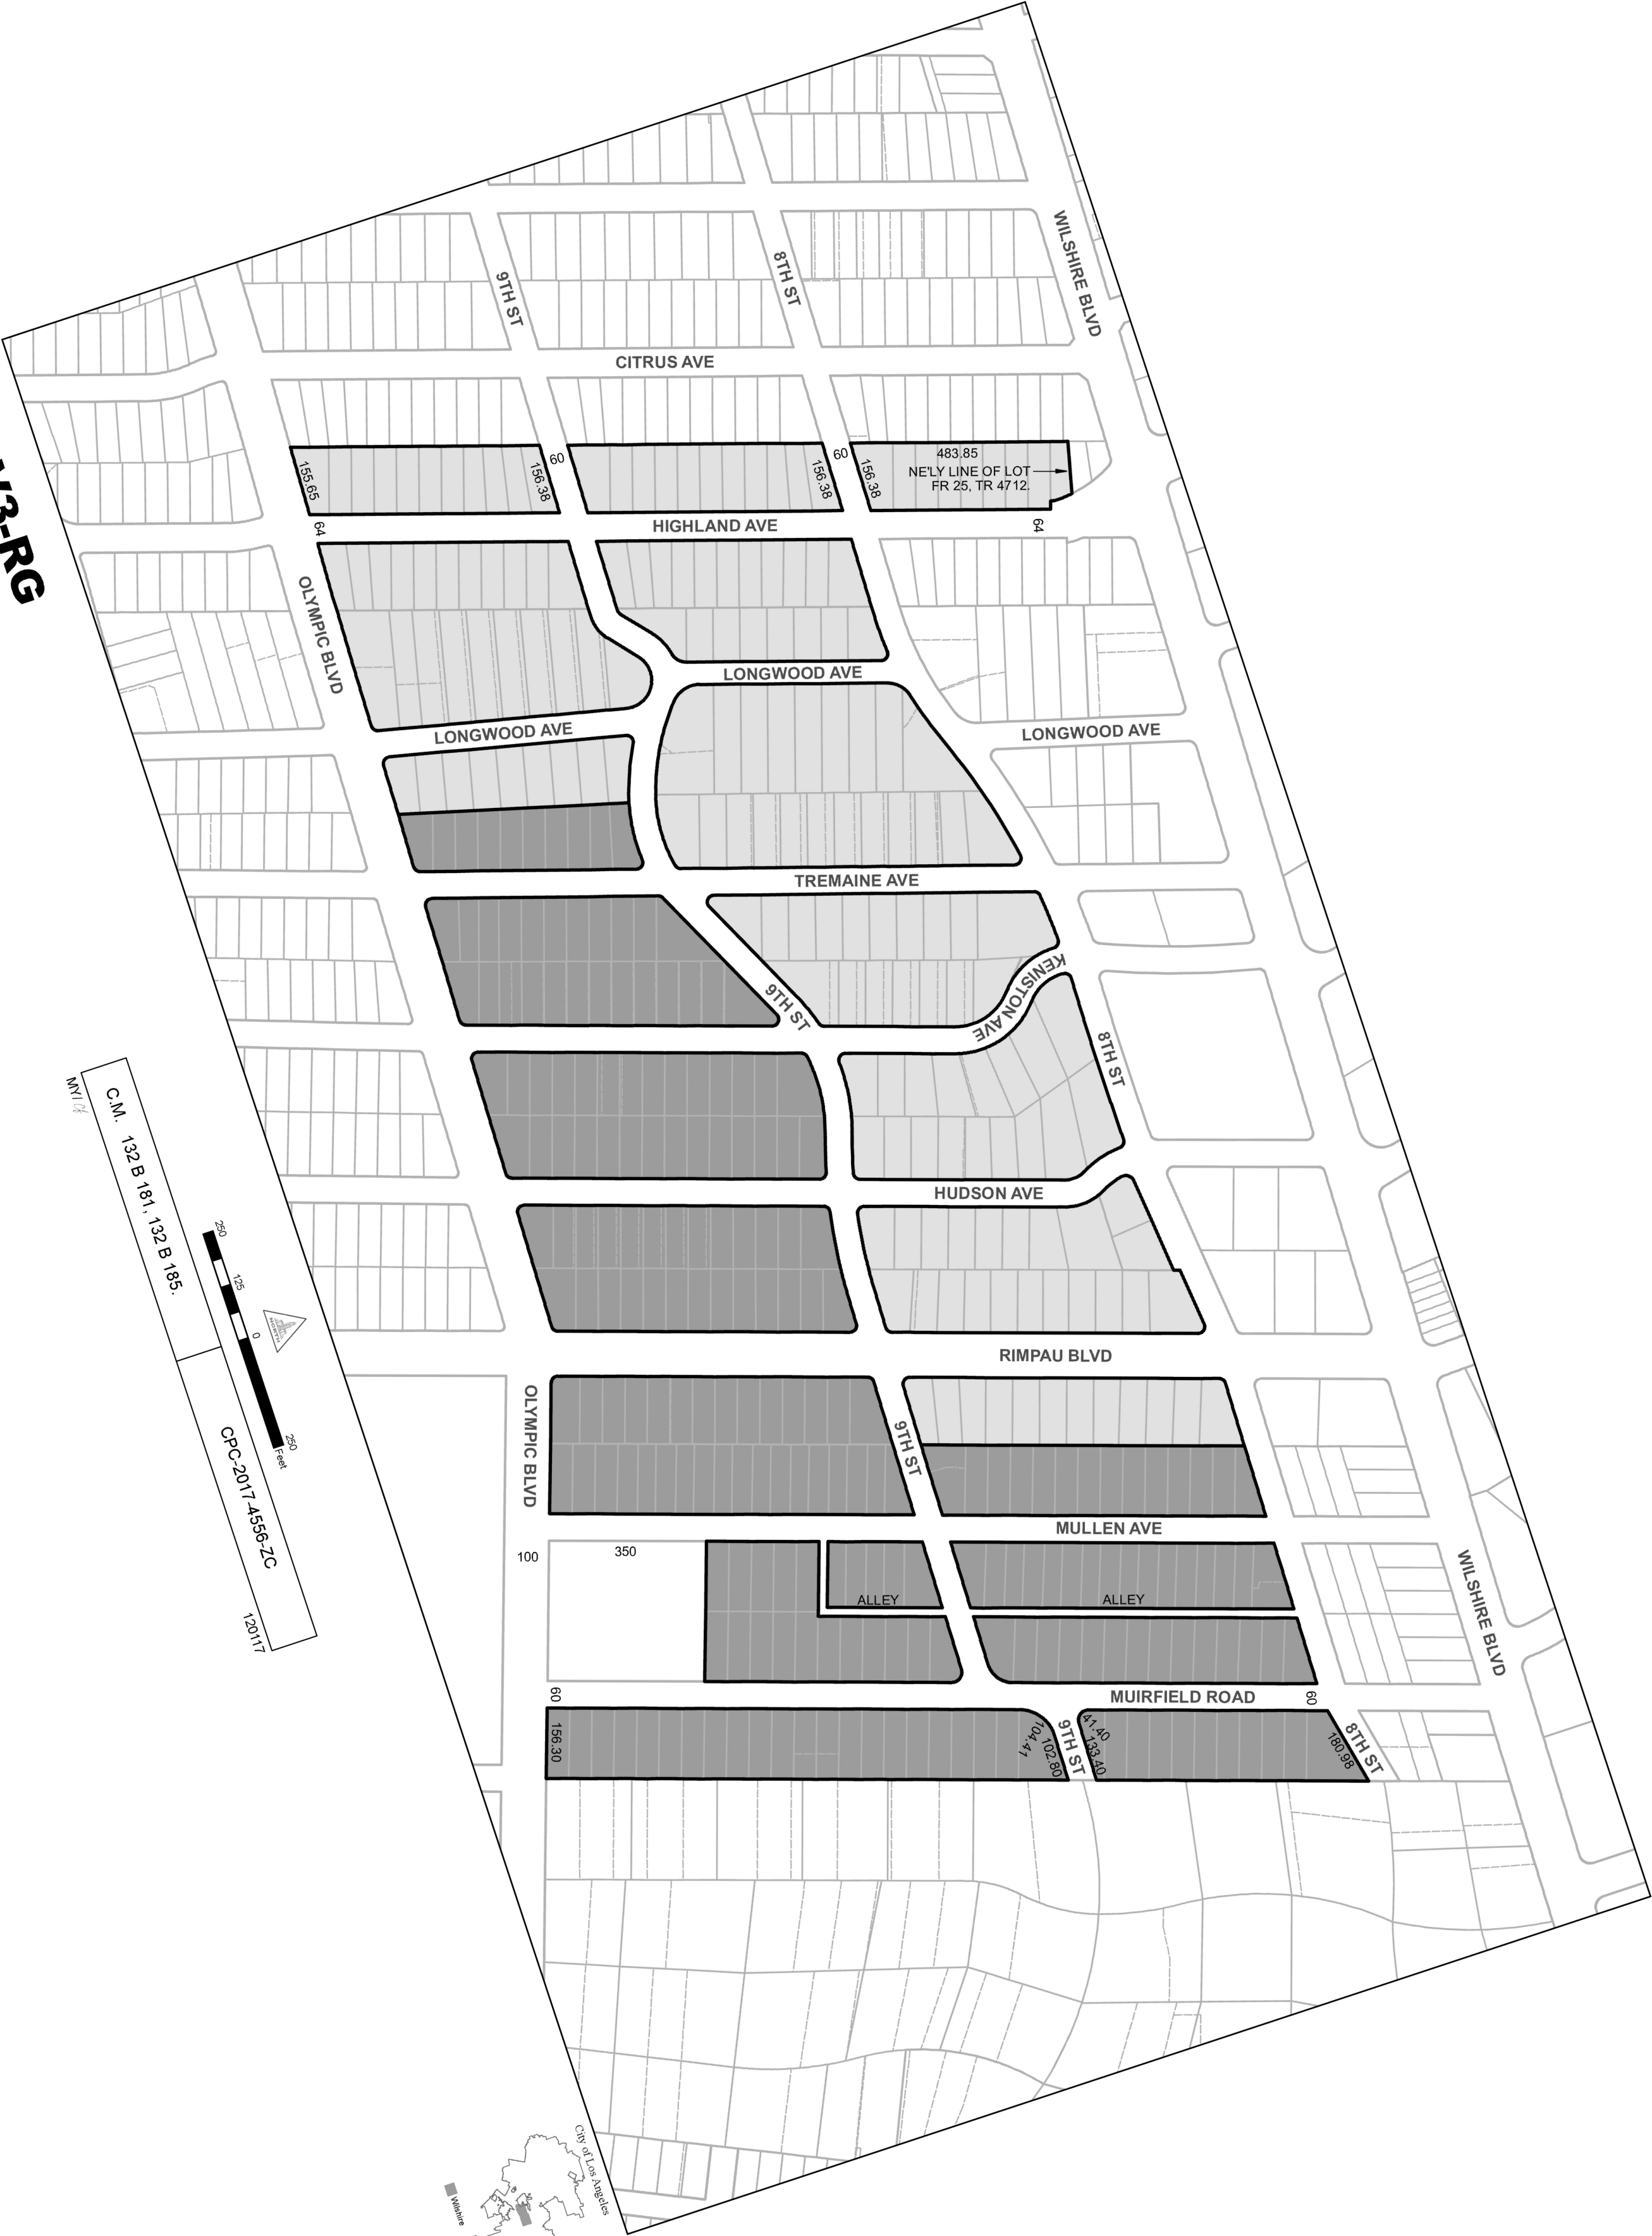 WILSHIRE BLVD
9TH ST
8TH ST
CITRUS AVE
155.65
156.38
60
156.38
60
156.38
483.85
NE'LY LINE OF LOT
FR 25, TR 4712.
64
HIGHLAND AVE
64
V3-RG
OLYMPIC BLVD
LONGWOOD AVE
LONGWOOD AVE
LONGWOOD AVE
TREMAINE AVE
KENISTON AVE
9TH ST
8TH ST
HUDSON AVE
RIMPAU BLVD
OLYMPIC BLVD
9TH ST
MULLEN AVE
100
350
ALLEY
ALLEY
WILSHIRE BLVD
60
MUIRFIELD ROAD
60
156.30
104.41
102.80
9TH ST
41.40
133.40
180.98
8TH ST
MY/
C.M. 132 B 181, 132 B 185.
CPC-2017-4556-ZC
120117
250
125
0
250
Feet
NORTH
City of Los Angeles
Wilshire